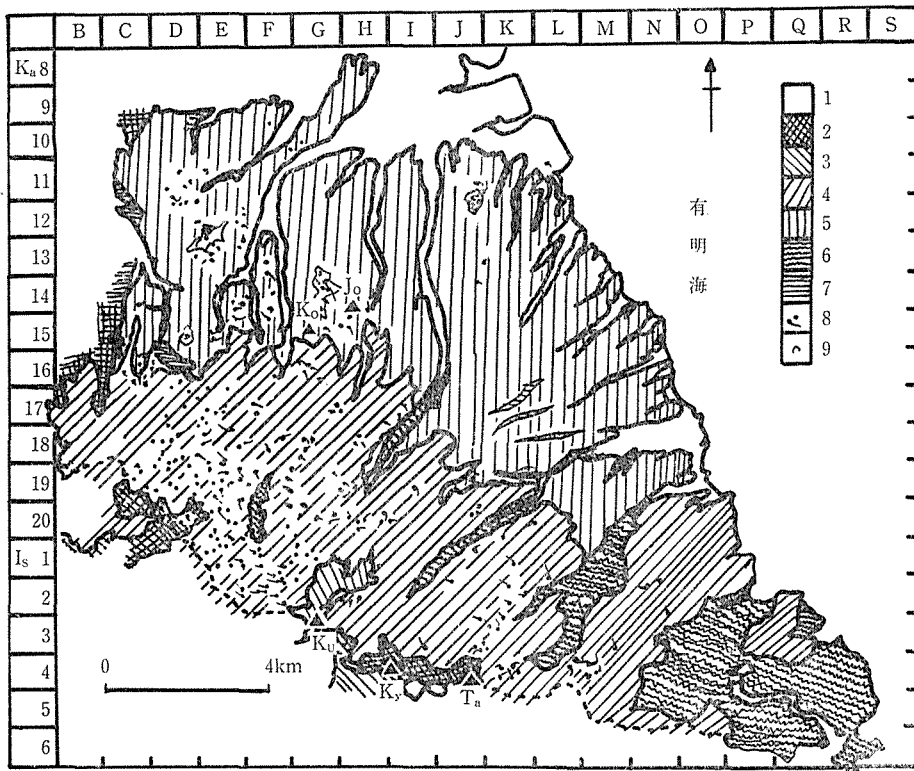 B C D E F G H I J K L M N O P Q R S
Ka 8
9
10
11
12
13
14
15
16
17
18
19
20
Is 1
2
3
4
5
6
1
2
3
4
5
6
7
8
9
有明海
Jo
Ko
Ku
Ky
Ta
0 4km